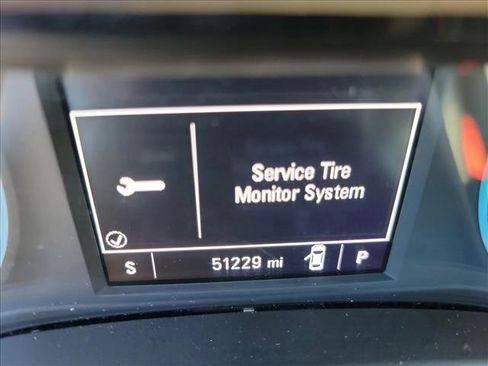 Service Tire
Monitor System
S 51229 mi P